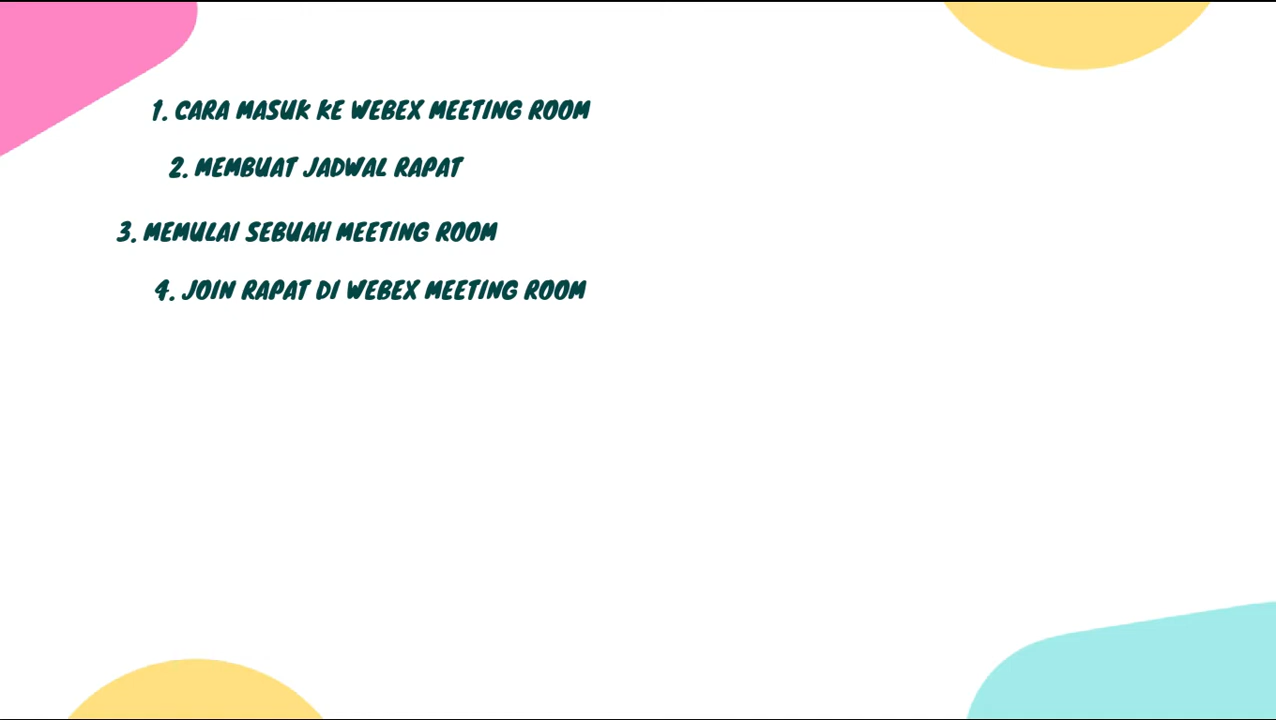 1. CARA MASUK KE WEBEX MEETING ROOM
2. MEMBUAT JADWAL RAPAT
3. MEMULAI SEBUAH MEETING ROOM
4. JOIN RAPAT DI WEBEX MEETING ROOM